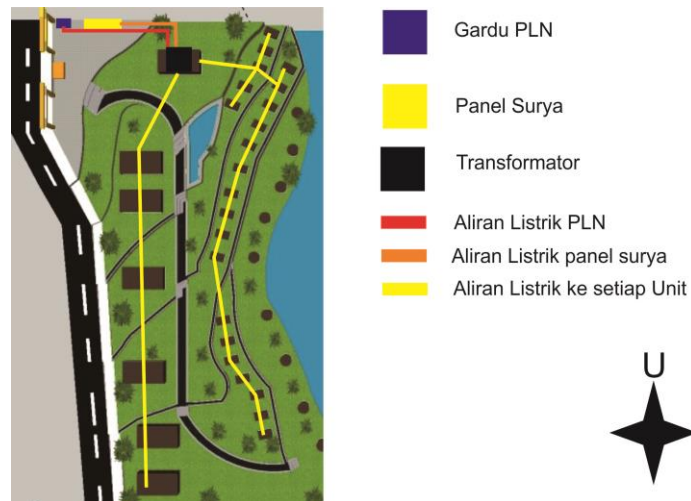 Gardu PLN
Panel Surya
Transformator
Aliran Listrik PLN
Aliran Listrik panel surya
Aliran Listrik ke setiap Unit
U